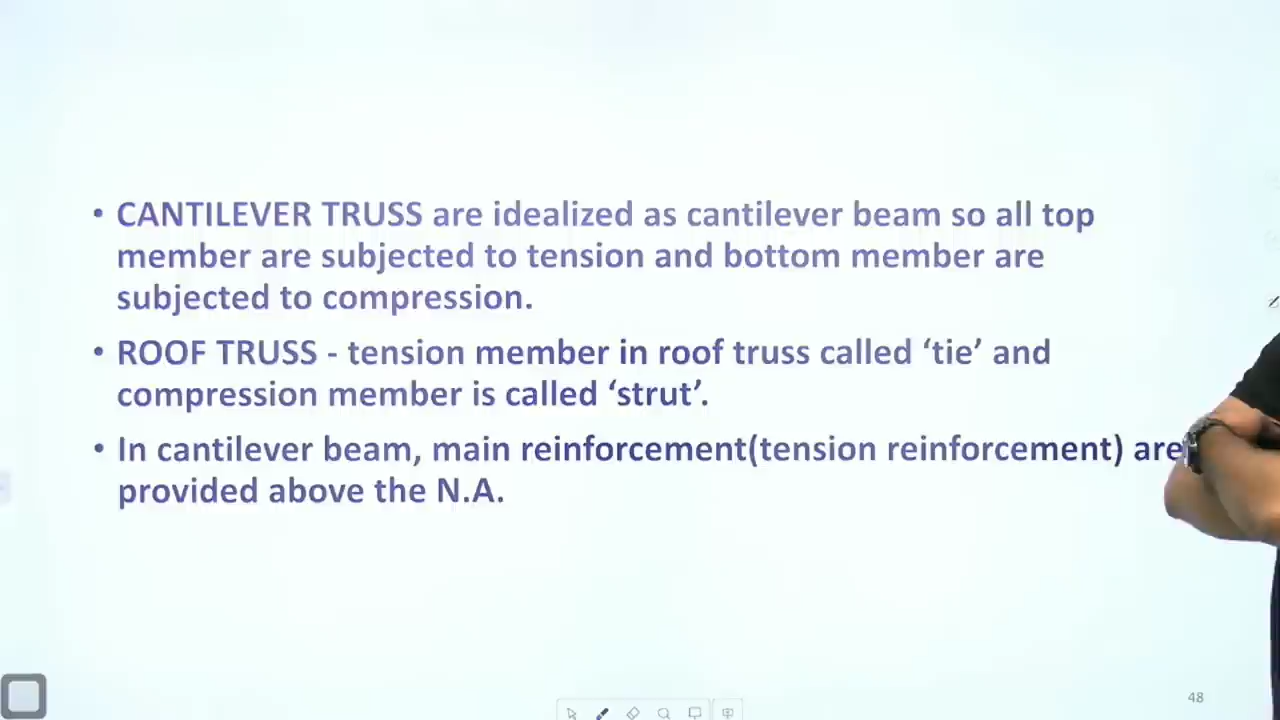 • CANTILEVER TRUSS are idealized as cantilever beam so all top
member are subjected to tension and bottom member are
subjected to compression.
• ROOF TRUSS - tension member in roof truss called ‘tie’ and
compression member is called ‘strut’.
• In cantilever beam, main reinforcement(tension reinforcement) are
provided above the N.A.
48